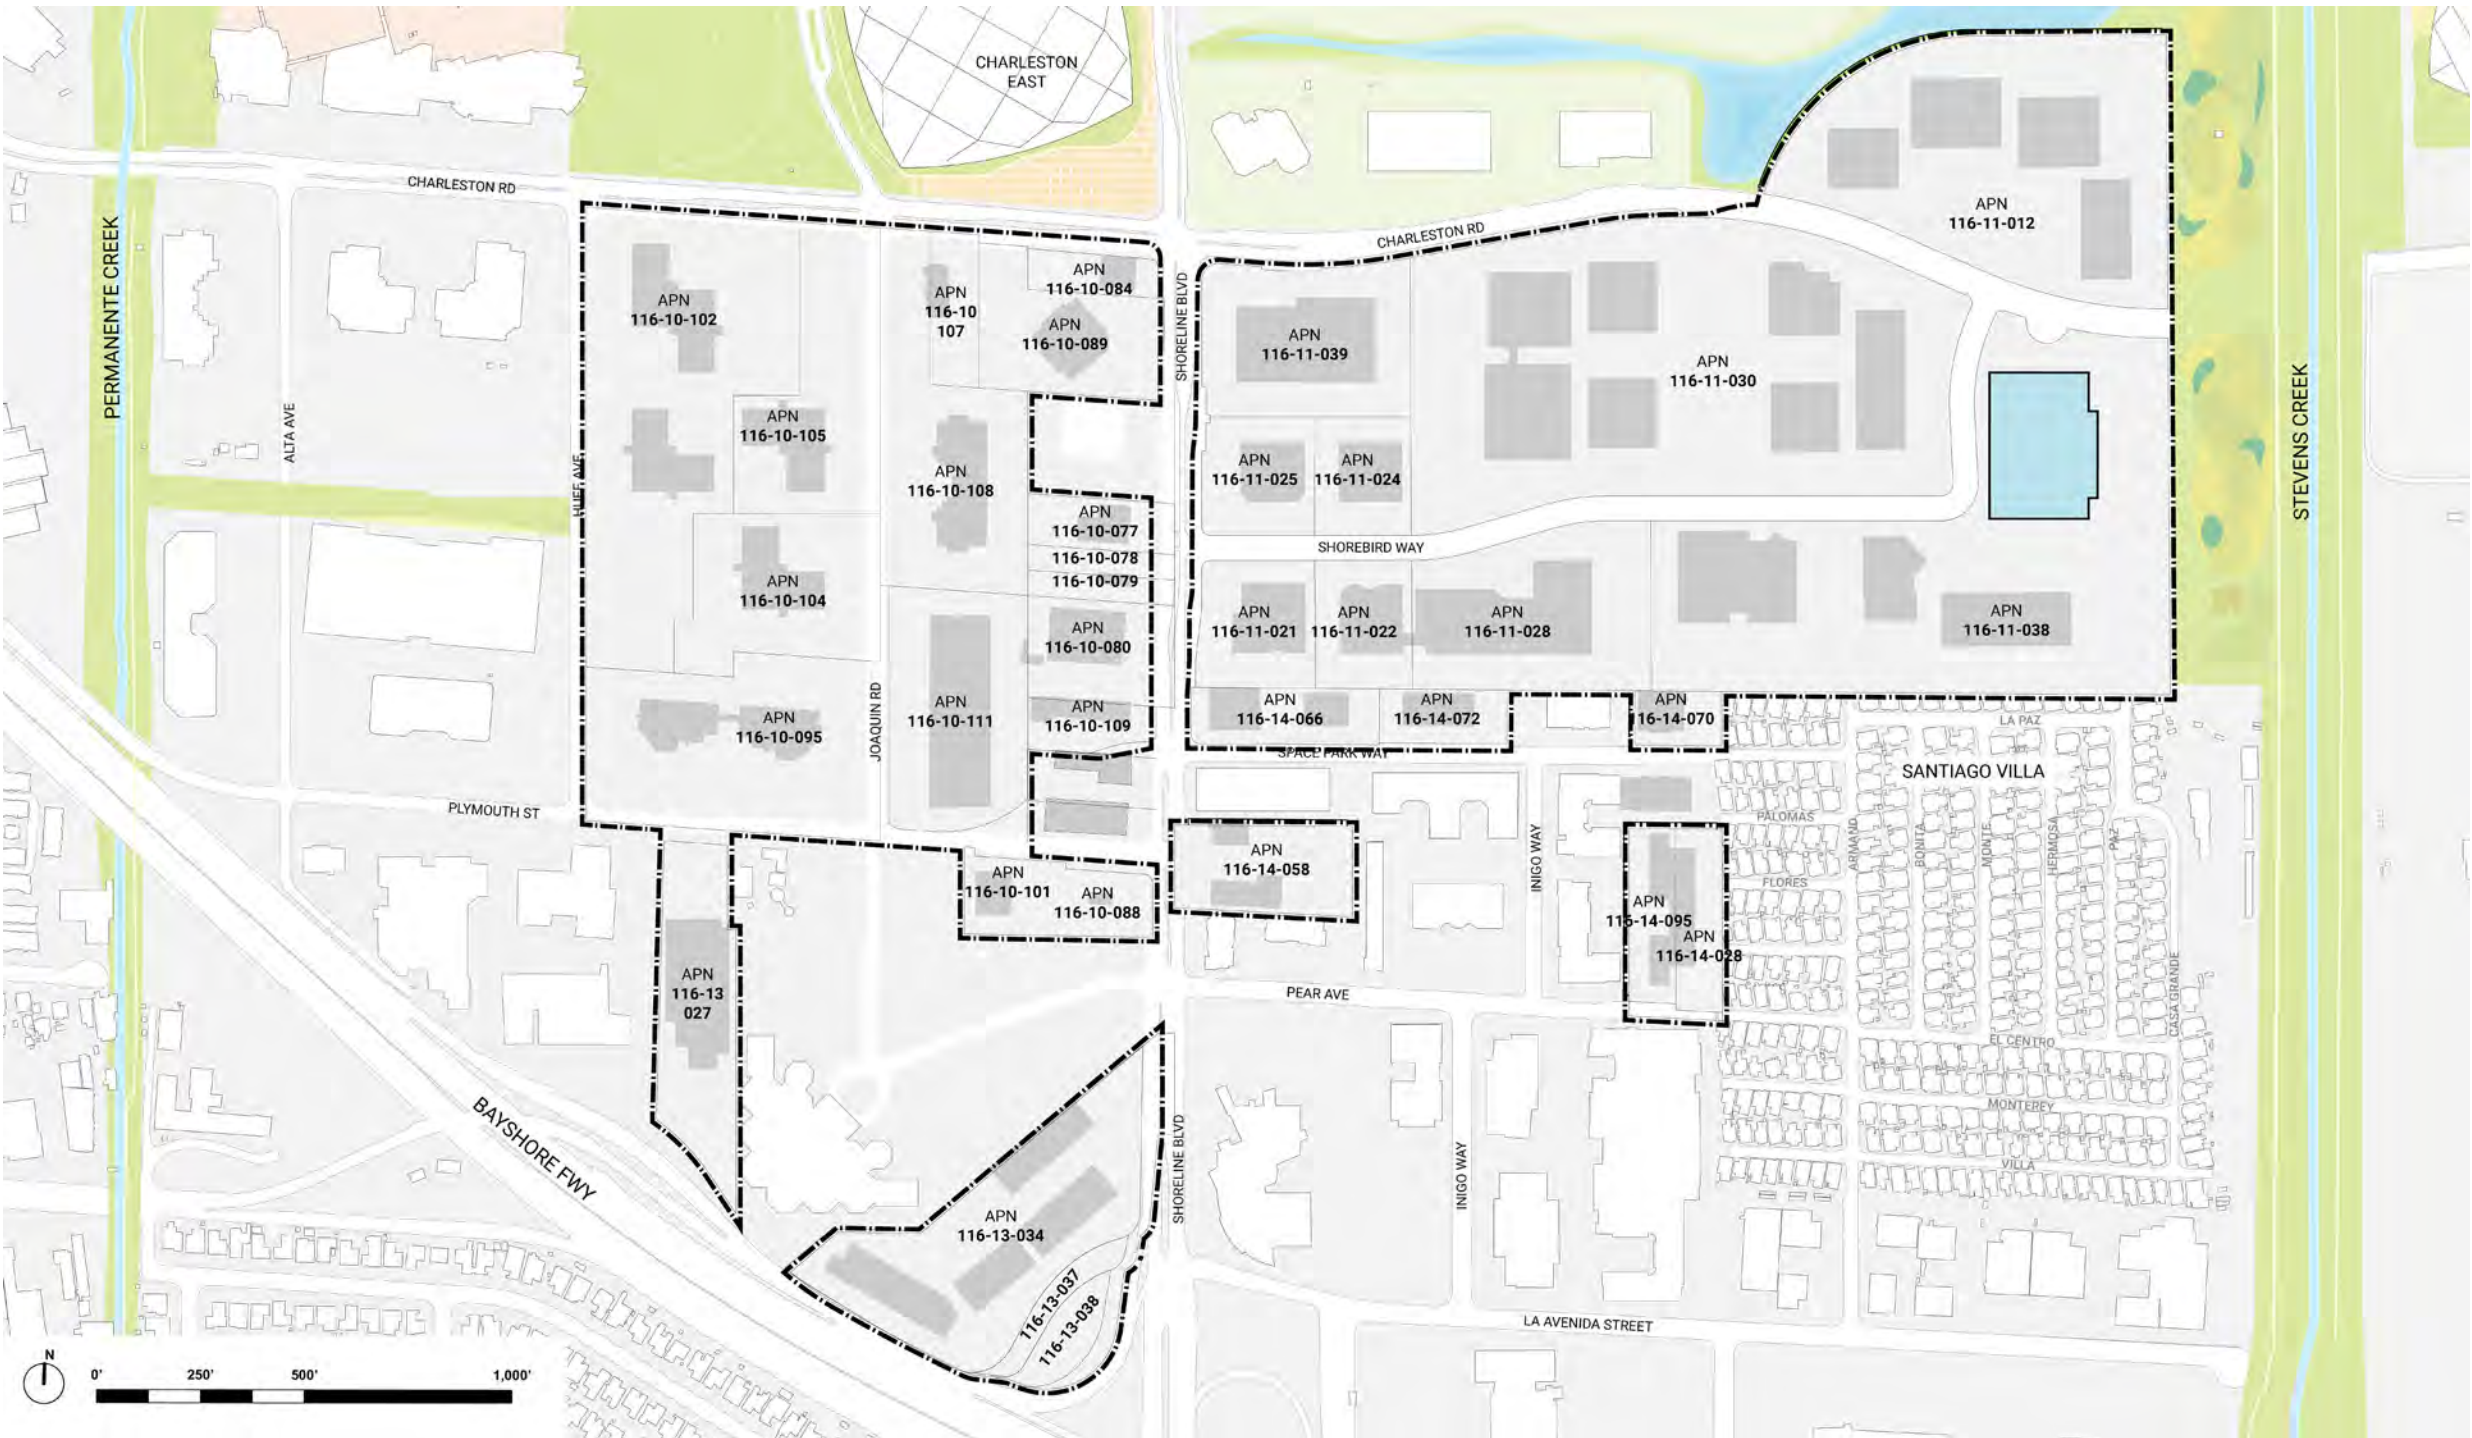 CHARLESTON
EAST
CHARLESTON RD
PERMANENTE CREEK
ALTA AVE
HUFF AVE
APN
116-10-102
APN
116-10
107
APN
116-10-084
APN
116-10-089
SHORELINE BLVD
CHARLESTON RD
APN
116-11-012
APN
116-11-039
APN
116-11-030
STEVENS CREEK
APN
116-10-105
APN
116-10-108
APN
116-11-025
APN
116-11-024
APN
116-10-077
116-10-078
116-10-079
SHOREBIRD WAY
APN
116-10-104
APN
116-10-080
APN
116-11-021
APN
116-11-022
APN
116-11-028
APN
116-11-038
APN
116-10-095
JOAQUIN RD
APN
116-10-111
APN
116-10-109
APN
116-14-066
APN
116-14-072
APN
116-14-070
SPACE PARK WAY
LA PAZ
SANTIAGO VILLA
PLYMOUTH ST
PALOMAS
ARMAND
BONITA
MONTE
HERMOSA
PAZ
FLORES
INIGO WAY
APN
116-14-058
APN
116-10-101
APN
116-10-088
APN
116-14-095
APN
116-14-028
APN
116-13
027
PEAR AVE
CASA GRANDE
EL CENTRO
MONTEREY
VILLA
BAYSHORE FWY
SHORELINE BLVD
INIGO WAY
APN
116-13-034
116-13-037
116-13-038
LA AVENIDA STREET
N
0' 250' 500' 1,000'